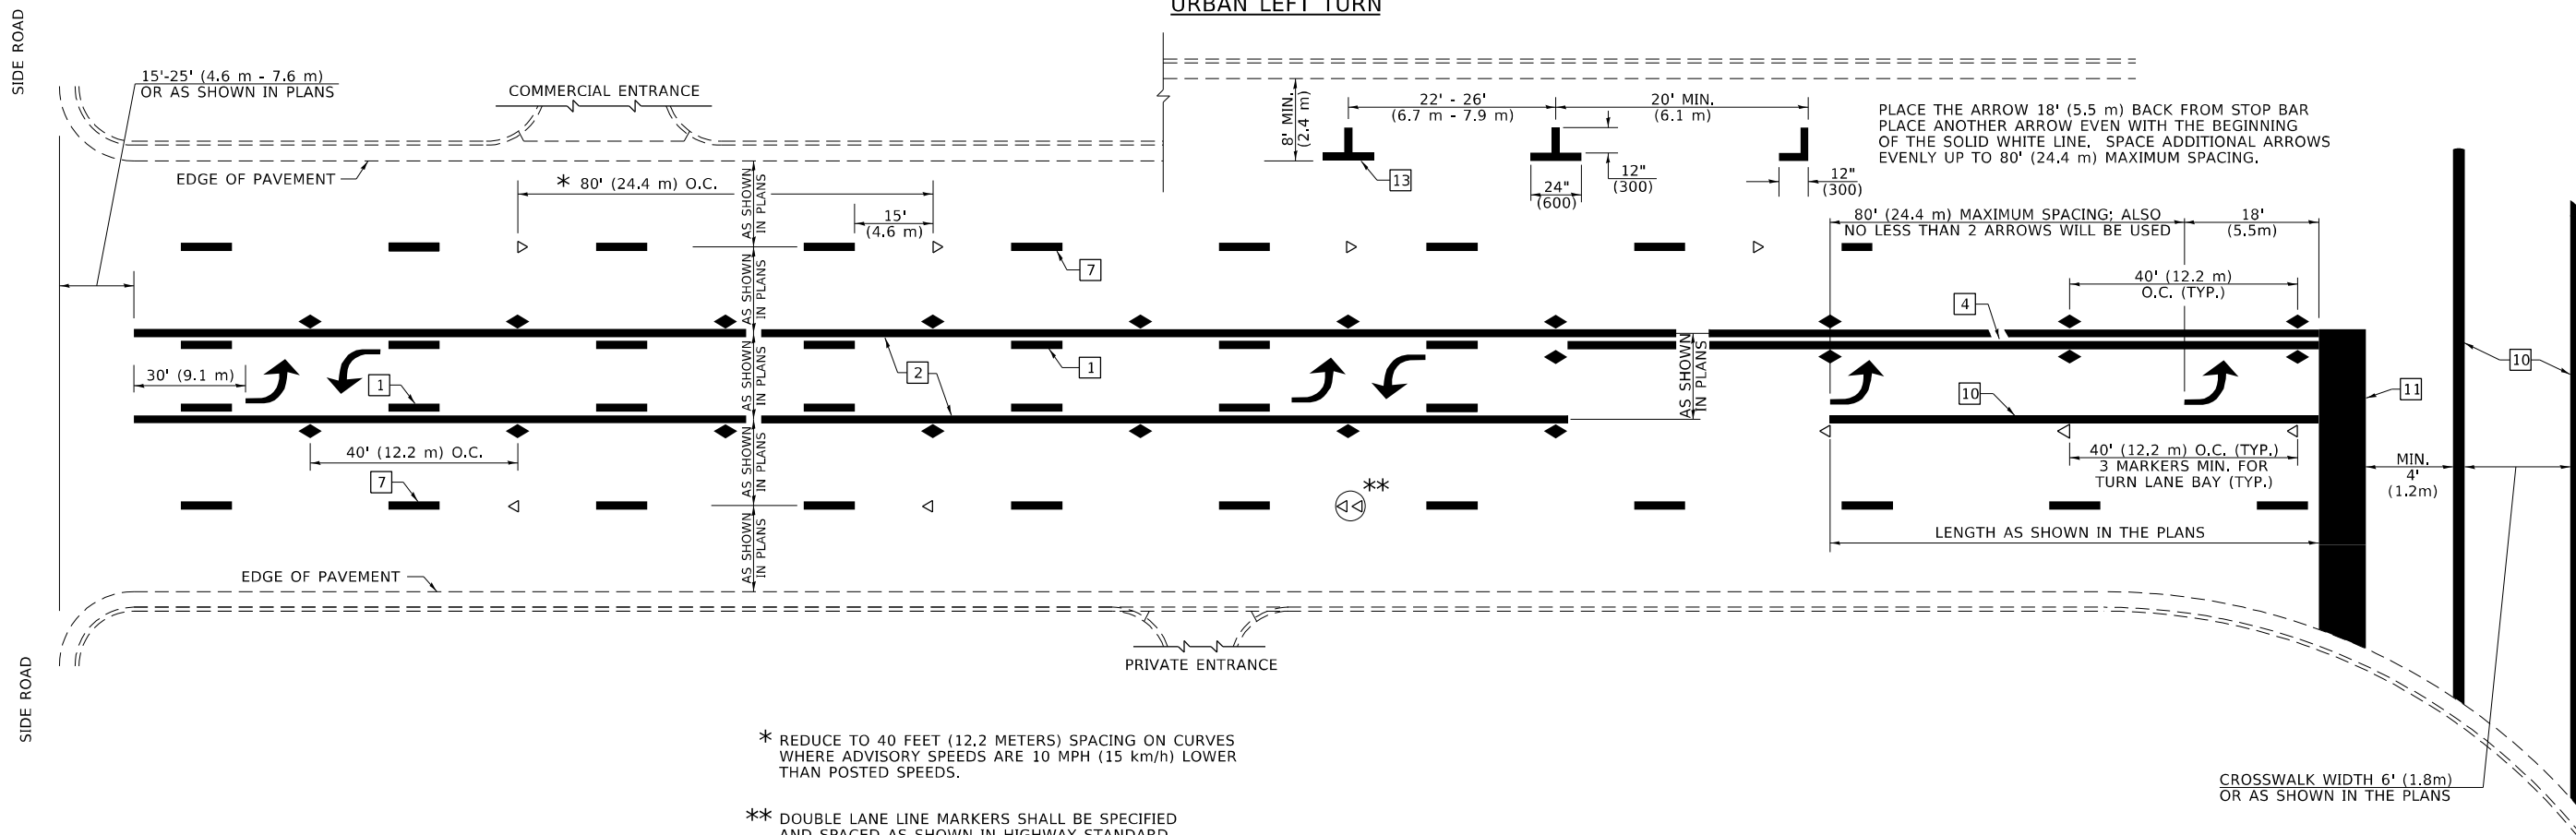 URBAN LEFT TURN
SIDE ROAD
15'-25' (4.6 m - 7.6 m)
OR AS SHOWN IN PLANS
COMMERCIAL ENTRANCE
EDGE OF PAVEMENT
* 80' (24.4 m) O.C.
15'
(4.6 m)
AS SHOWN
IN PLANS
8' MIN.
(2.4 m)
22' - 26'
(6.7 m - 7.9 m)
20' MIN.
(6.1 m)
13
24"
(600)
12"
(300)
12"
(300)
PLACE THE ARROW 18' (5.5 m) BACK FROM STOP BAR
PLACE ANOTHER ARROW EVEN WITH THE BEGINNING
OF THE SOLID WHITE LINE. SPACE ADDITIONAL ARROWS
EVENLY UP TO 80' (24.4 m) MAXIMUM SPACING.
80' (24.4 m) MAXIMUM SPACING; ALSO
NO LESS THAN 2 ARROWS WILL BE USED
18'
(5.5m)
7
40' (12.2 m)
O.C. (TYP.)
4
AS SHOWN
IN PLANS
AS SHOWN
IN PLANS
AS SHOWN
IN PLANS
30' (9.1 m)
1
2
1
10
10
11
40' (12.2 m) O.C.
7
AS SHOWN
IN PLANS
**
40' (12.2 m) O.C. (TYP.)
3 MARKERS MIN. FOR
TURN LANE BAY (TYP.)
MIN.
4'
(1.2m)
LENGTH AS SHOWN IN THE PLANS
AS SHOWN
IN PLANS
EDGE OF PAVEMENT
SIDE ROAD
PRIVATE ENTRANCE
* REDUCE TO 40 FEET (12.2 METERS) SPACING ON CURVES
WHERE ADVISORY SPEEDS ARE 10 MPH (15 km/h) LOWER
THAN POSTED SPEEDS.
CROSSWALK WIDTH 6' (1.8m)
OR AS SHOWN IN THE PLANS
** DOUBLE LANE LINE MARKERS SHALL BE SPECIFIED
AND SPACED AS SHOWN IN HIGHWAY STANDARD